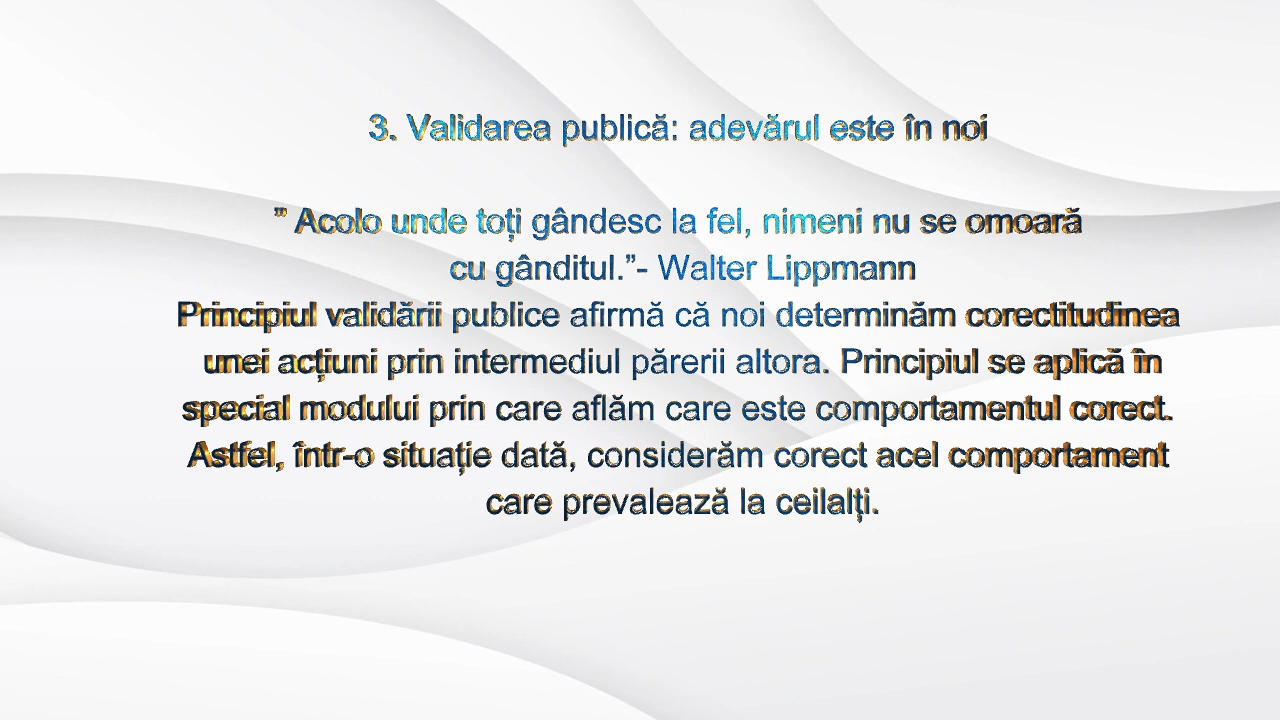 3. Validarea publică: adevărul este în noi
” Acolo unde toți gândesc la fel, nimeni nu se omoară
cu gânditul.”- Walter Lippmann
Principiul validării publice afirmă că noi determinăm corectitudinea
unei acțiuni prin intermediul părerii altora. Principiul se aplică în
special modului prin care aflăm care este comportamentul corect.
Astfel, într-o situație dată, considerăm corect acel comportament
care prevalează la ceilalți.